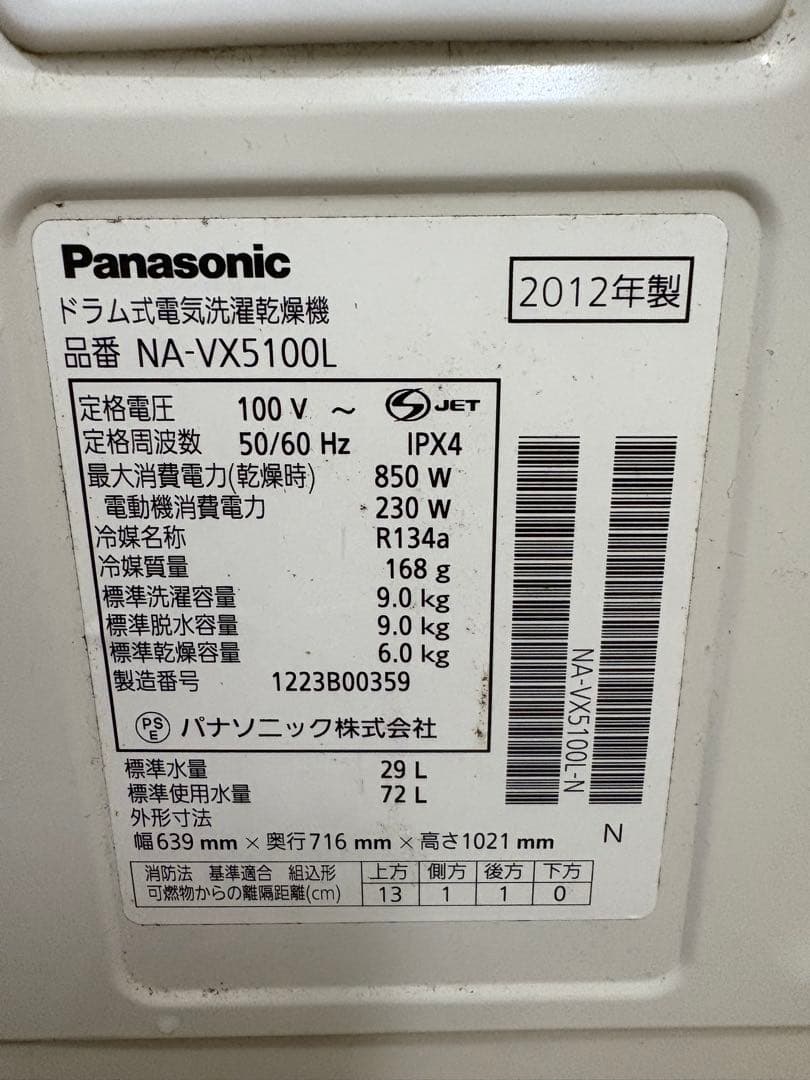 Panasonic
ドラム式電気洗濯乾燥機
2012年製
品番 NA-VX5100L
定格電圧 100 V ~ S JET
定格周波数 50/60 Hz IPX4
最大消費電力(乾燥時) 850 W
電動機消費電力 230 W
冷媒名称 R134a
冷媒質量 168 g
標準洗濯容量 9.0 kg
標準脱水容量 9.0 kg
標準乾燥容量 6.0 kg
製造番号 1223B00359
PSE パナソニック株式会社
標準水量 29 L
標準使用水量 72 L
外形寸法
幅639 mm × 奥行716 mm × 高さ1021 mm
NA-VX5100L-N
N
消防法 基準適合 組込形 上方 側方 後方 下方
可燃物からの離隔距離(cm) 13 1 1 0